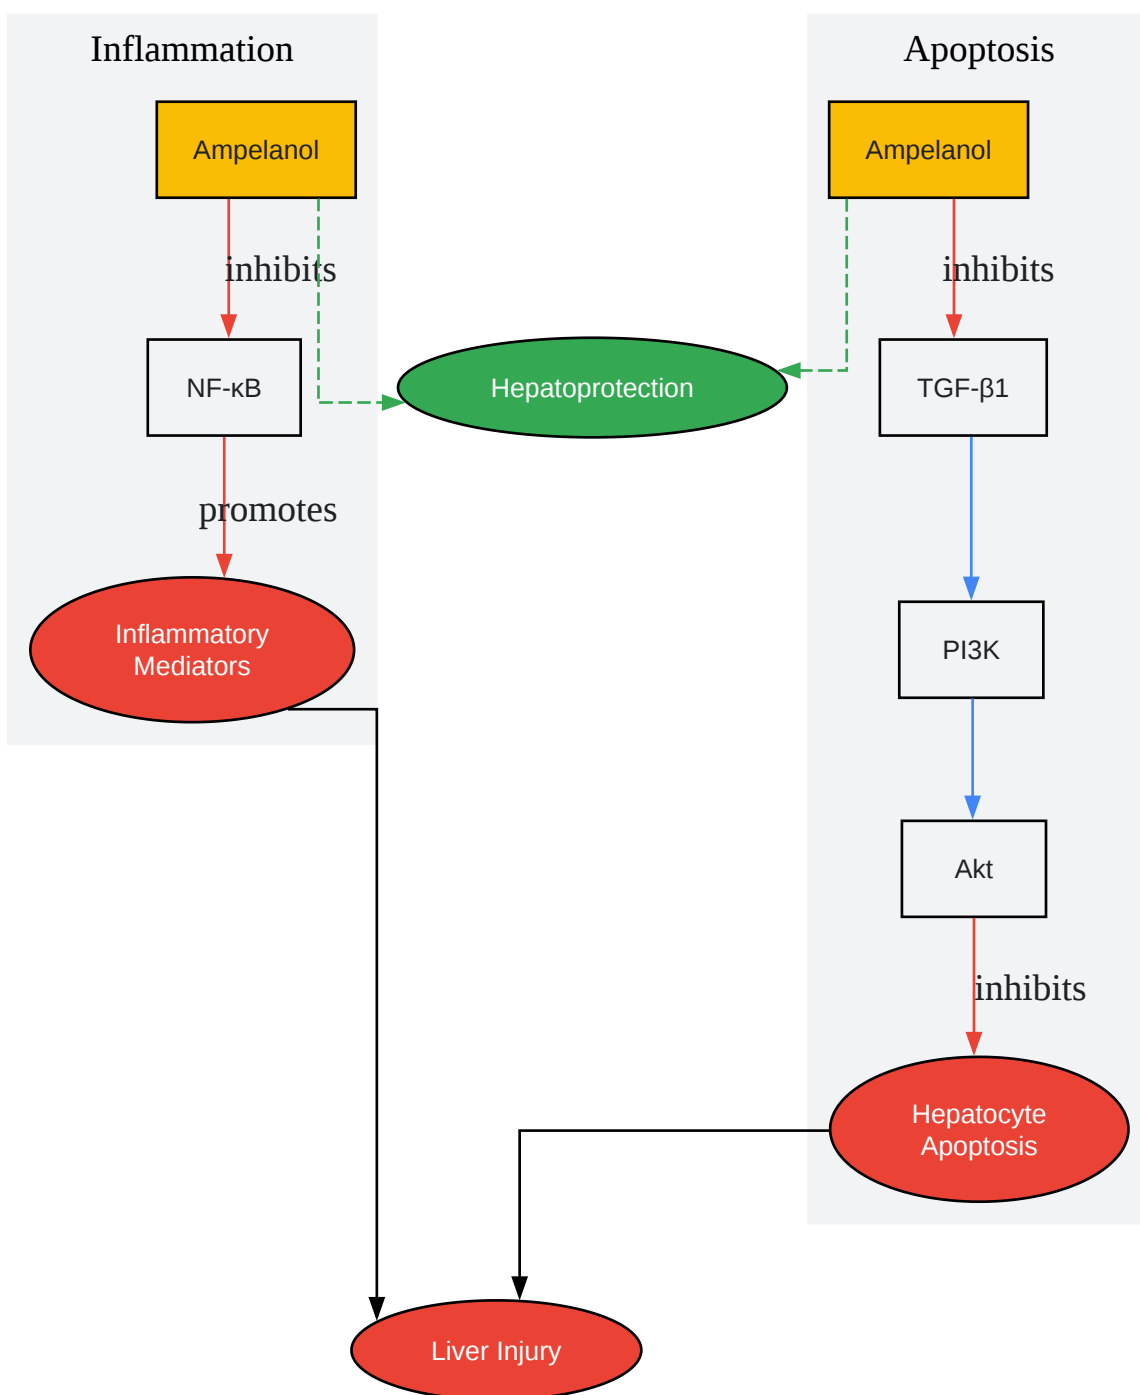 Inflammation
Ampelanol
inhibits
NF-κB
promotes
Inflammatory
Mediators
Hepatoprotection
Apoptosis
Ampelanol
inhibits
TGF-β1
PI3K
Akt
inhibits
Hepatocyte
Apoptosis
Liver Injury